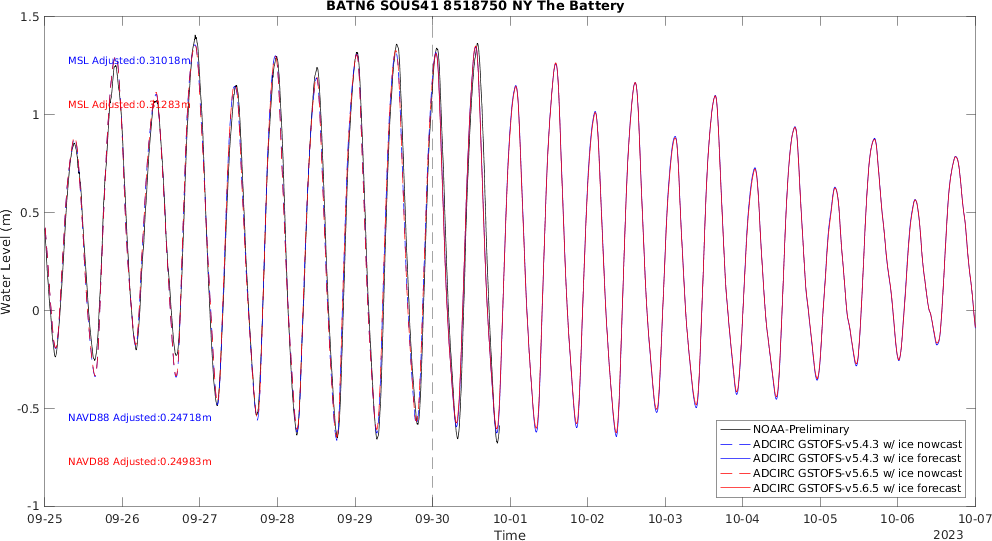 BATN6 SOUS41 8518750 NY The Battery
1.5
1
0.5
0
-0.5
-1
Water Level (m)
MSL Adjusted:0.31018m
MSL Adjusted:0.31283m
NAVD88 Adjusted:0.24718m
NAVD88 Adjusted:0.24983m
NOAA-Preliminary
ADCIRC GSTOFS-v5.4.3 w/ ice nowcast
ADCIRC GSTOFS-v5.4.3 w/ ice forecast
ADCIRC GSTOFS-v5.6.5 w/ ice nowcast
ADCIRC GSTOFS-v5.6.5 w/ ice forecast
09-25 09-26 09-27 09-28 09-29 09-30 10-01 10-02 10-03 10-04 10-05 10-06 10-07
Time
2023